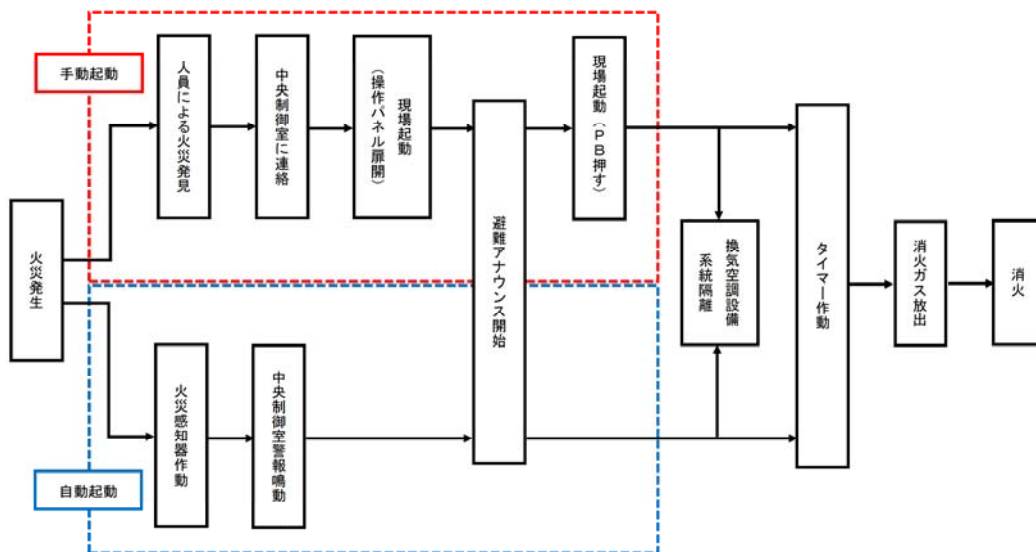 手動起動
人員による火災発見
中央制御室に連絡
現場起動
（操作パネル扉開）
避難アナウンス開始
現場起動（ＰＢ押す）
火災発生
換気空調設備
系統隔離
タイマー作動
消火ガス放出
消火
自動起動
火災感知器作動
中央制御室警報鳴動